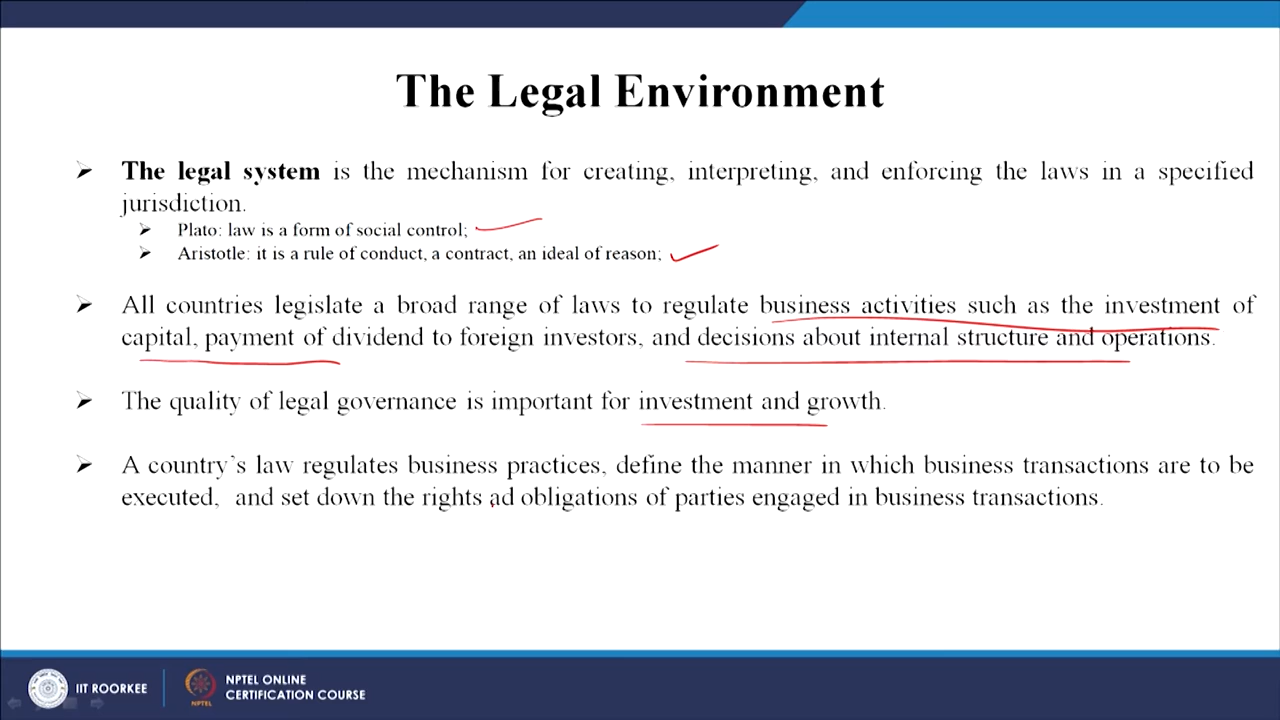 The Legal Environment
➢ The legal system is the mechanism for creating, interpreting, and enforcing the laws in a specified
jurisdiction.
➢ Plato: law is a form of social control;
➢ Aristotle: it is a rule of conduct, a contract, an ideal of reason;
➢ All countries legislate a broad range of laws to regulate business activities such as the investment of
capital, payment of dividend to foreign investors, and decisions about internal structure and operations.
➢ The quality of legal governance is important for investment and growth.
➢ A country's law regulates business practices, define the manner in which business transactions are to be
executed, and set down the rights ad obligations of parties engaged in business transactions.
IIT ROORKEE
NPTEL
NPTEL ONLINE
CERTIFICATION COURSE